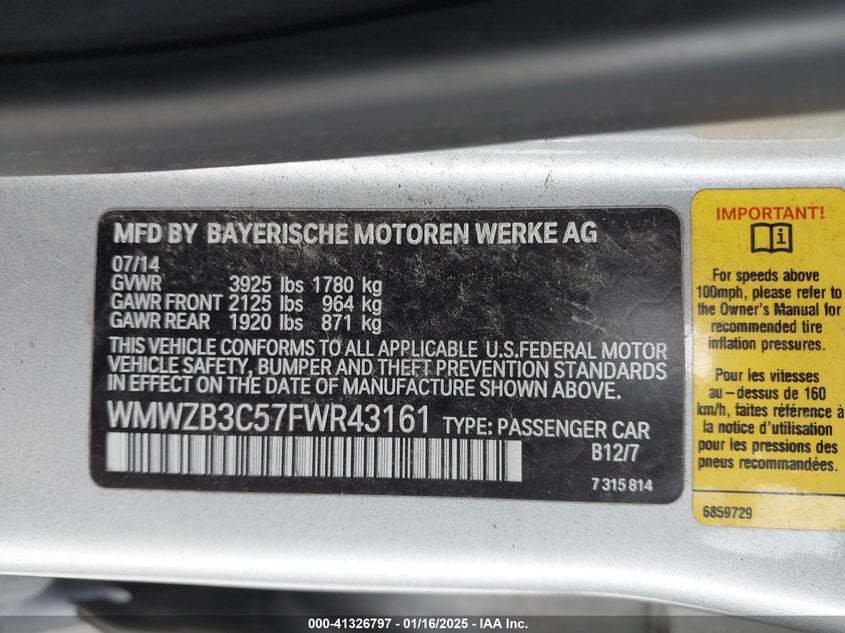 MFD BY BAYERISCHE MOTOREN WERKE AG
07/14
GVWR 3925 lbs 1780 kg
GAWR FRONT 2125 lbs 964 kg
GAWR REAR 1920 lbs 871 kg
THIS VEHICLE CONFORMS TO ALL APPLICABLE U.S.FEDERAL MOTOR
VEHICLE SAFETY, BUMPER AND THEFT PREVENTION STANDARDS
IN EFFECT ON THE DATE OF MANUFACTURE SHOWN ABOVE.
WMWZB3C57FWR43161 TYPE: PASSENGER CAR
B12/7
7 315 814
IMPORTANT!
i
For speeds above
100mph, please refer to
the Owner's Manual for
recommended tire
inflation pressures.
Pour les vitesses
au-dessus de 160
km/h, faites référence à
la notice d'utilisation
pour les pressions des
pneus recommandées.
6859729
000-41326797 - 01/16/2025 - IAA Inc.